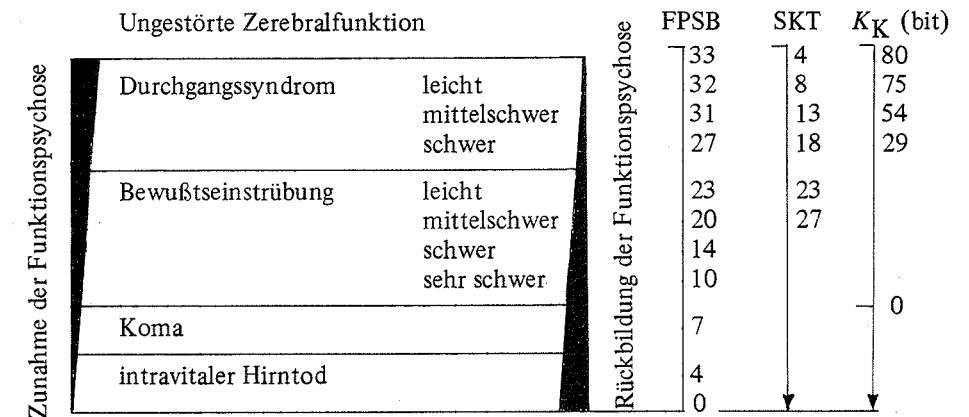 Ungestörte Zerebralfunktion FPSB SKT K_K (bit)
33 4 80
Durchgangssyndrom leicht 32 8 75
mittelschwer 31 13 54
schwer 27 18 29
Bewußtseinstrübung leicht 23 23
mittelschwer 20 27
schwer 14
sehr schwer 10
0
Koma 7
intravitaler Hirntod 4
0
Zunahme der Funktionspsychose
Rückbildung der Funktionspsychose